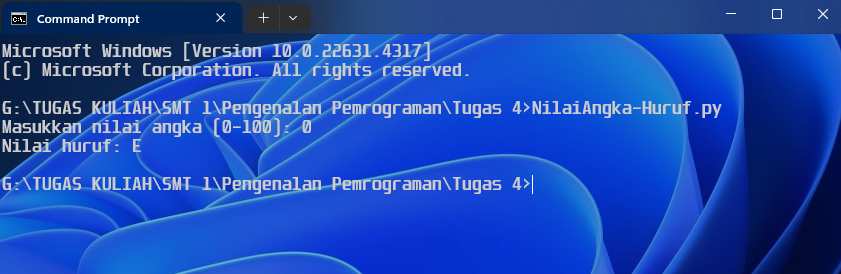 Command Prompt
Microsoft Windows [Version 10.0.22631.4317]
(c) Microsoft Corporation. All rights reserved.
G:\TUGAS KULIAH\SMT 1\Pengenalan Pemrograman\Tugas 4>NilaiAngka-Huruf.py
Masukkan nilai angka (0-100): 0
Nilai huruf: E
G:\TUGAS KULIAH\SMT 1\Pengenalan Pemrograman\Tugas 4>